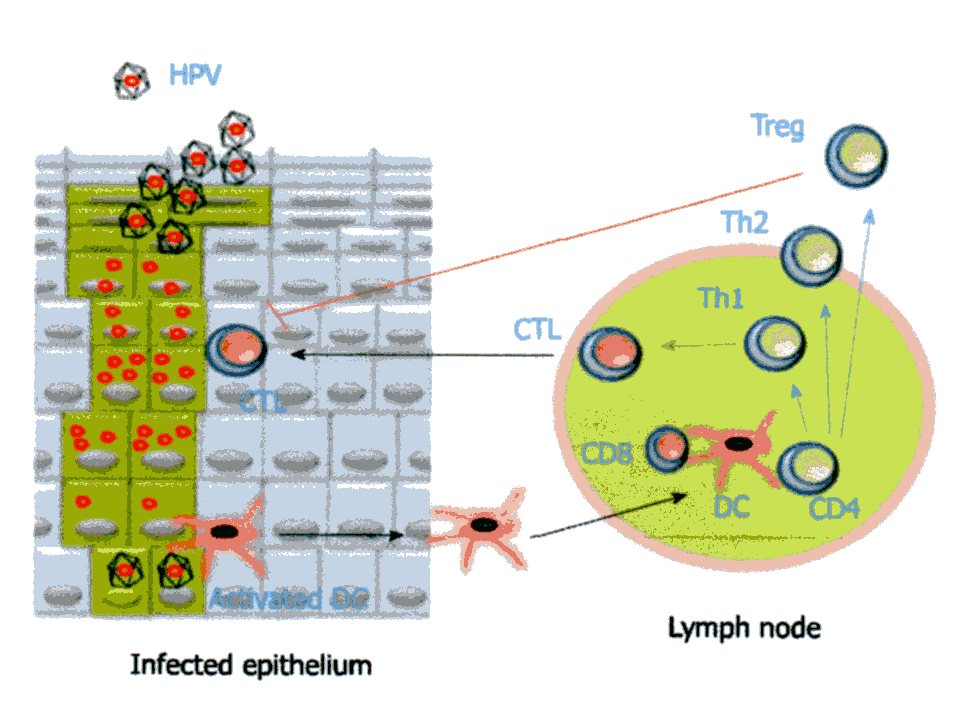 HPV
Treg
Th2
Th1
CTL
CTL
CD8
DC
CD4
Activated DC
Lymph node
Infected epithelium